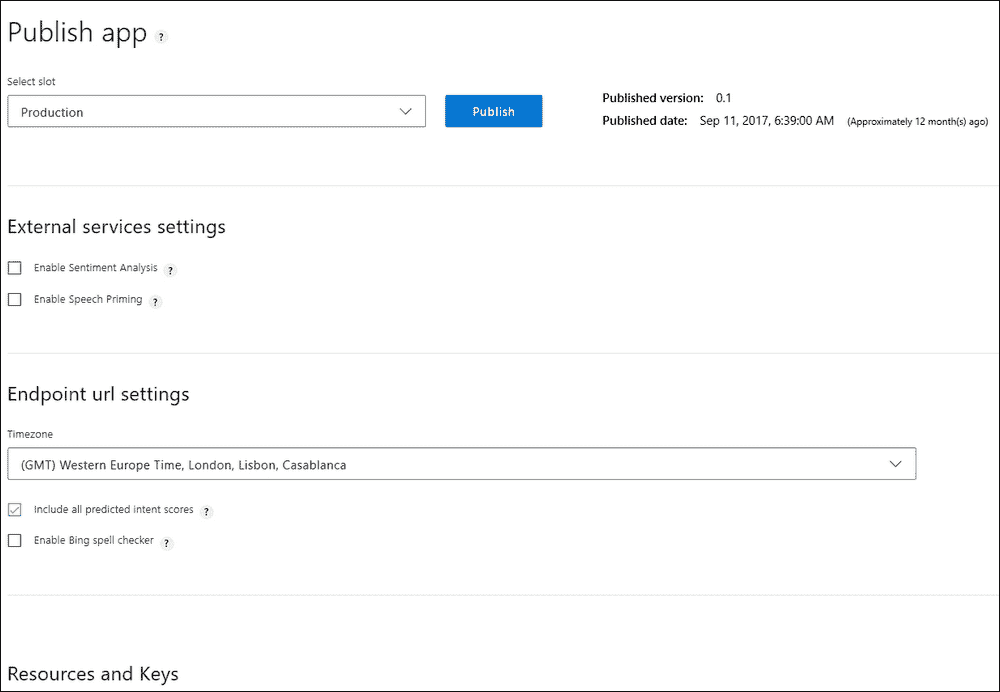 Publish app ?
Select slot
Production
Publish
Published version: 0.1
Published date: Sep 11, 2017, 6:39:00 AM (Approximately 12 month(s) ago)
External services settings
Enable Sentiment Analysis ?
Enable Speech Priming ?
Endpoint url settings
Timezone
(GMT) Western Europe Time, London, Lisbon, Casablanca
Include all predicted intent scores ?
Enable Bing spell checker ?
Resources and Keys